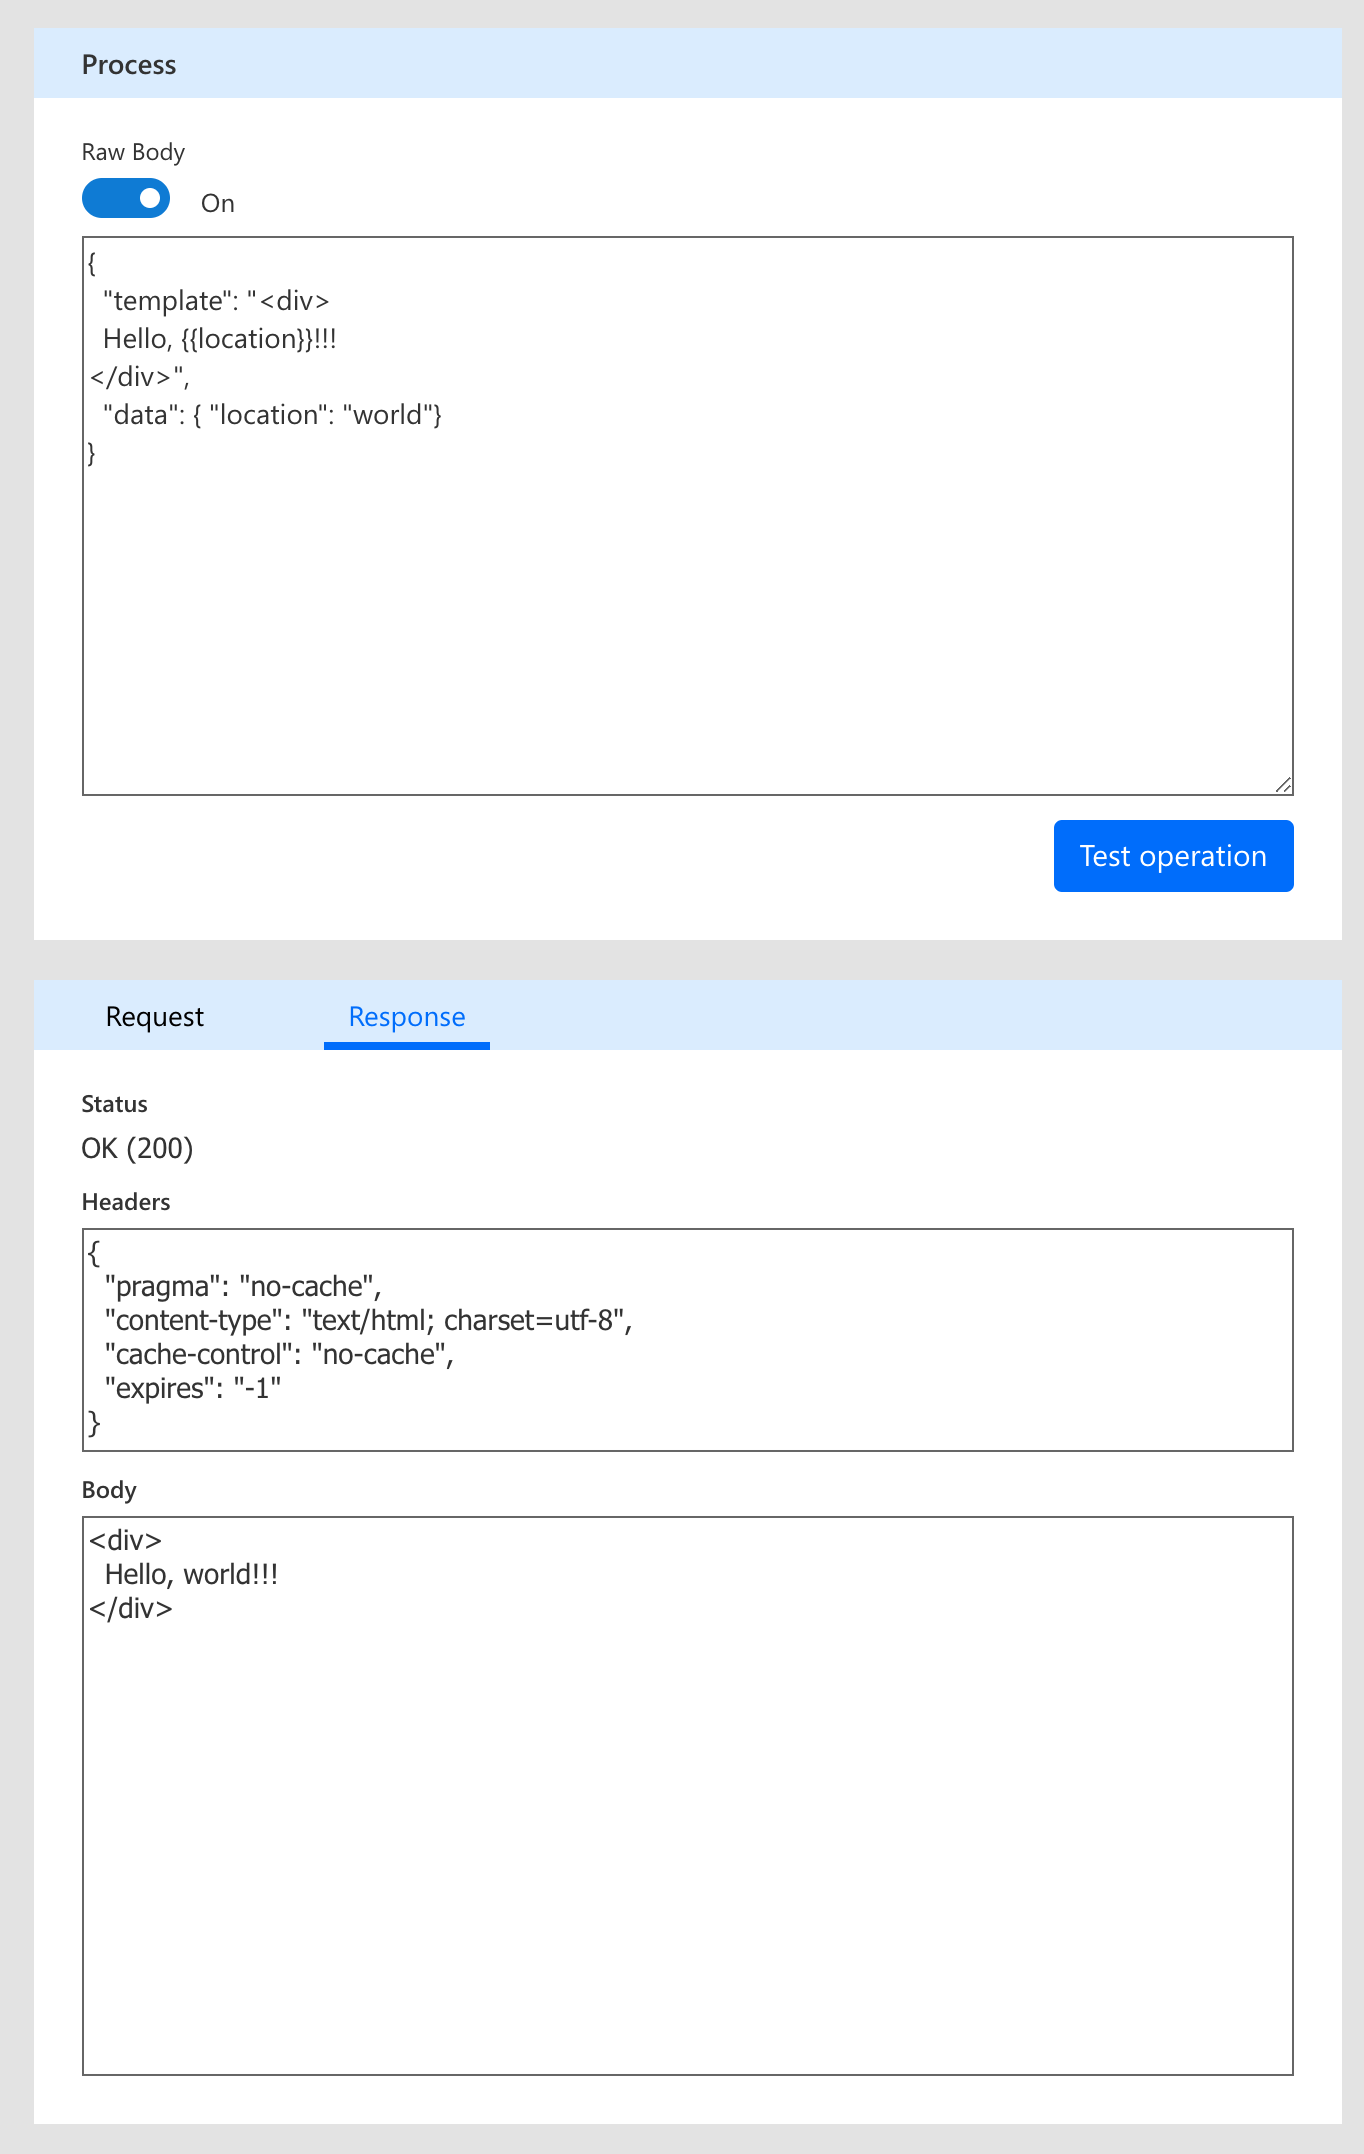 Process
Raw Body
On
{
  "template": "<div>
  Hello, {{location}}!!!
</div>",
  "data": { "location": "world"}
}
Test operation
Request Response
Status
OK (200)
Headers
{
  "pragma": "no-cache",
  "content-type": "text/html; charset=utf-8",
  "cache-control": "no-cache",
  "expires": "-1"
}
Body
<div>
  Hello, world!!!
</div>